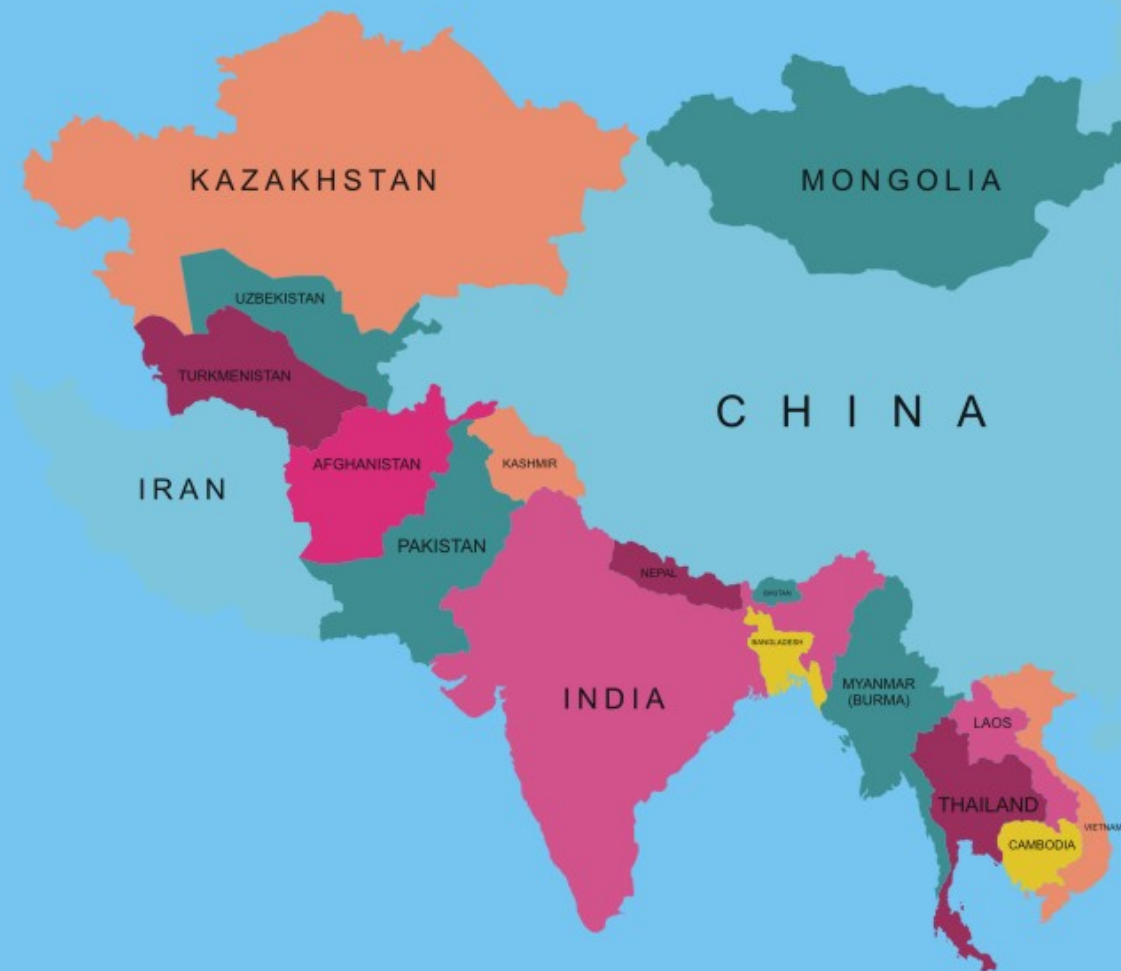 KAZAKHSTAN
MONGOLIA
UZBEKISTAN
TURKMENISTAN
CHINA
AFGHANISTAN
KASHMIR
IRAN
PAKISTAN
NEPAL
BHUTAN
BANGLADESH
INDIA
MYANMAR
(BURMA)
LAOS
THAILAND
VIETNAM
CAMBODIA